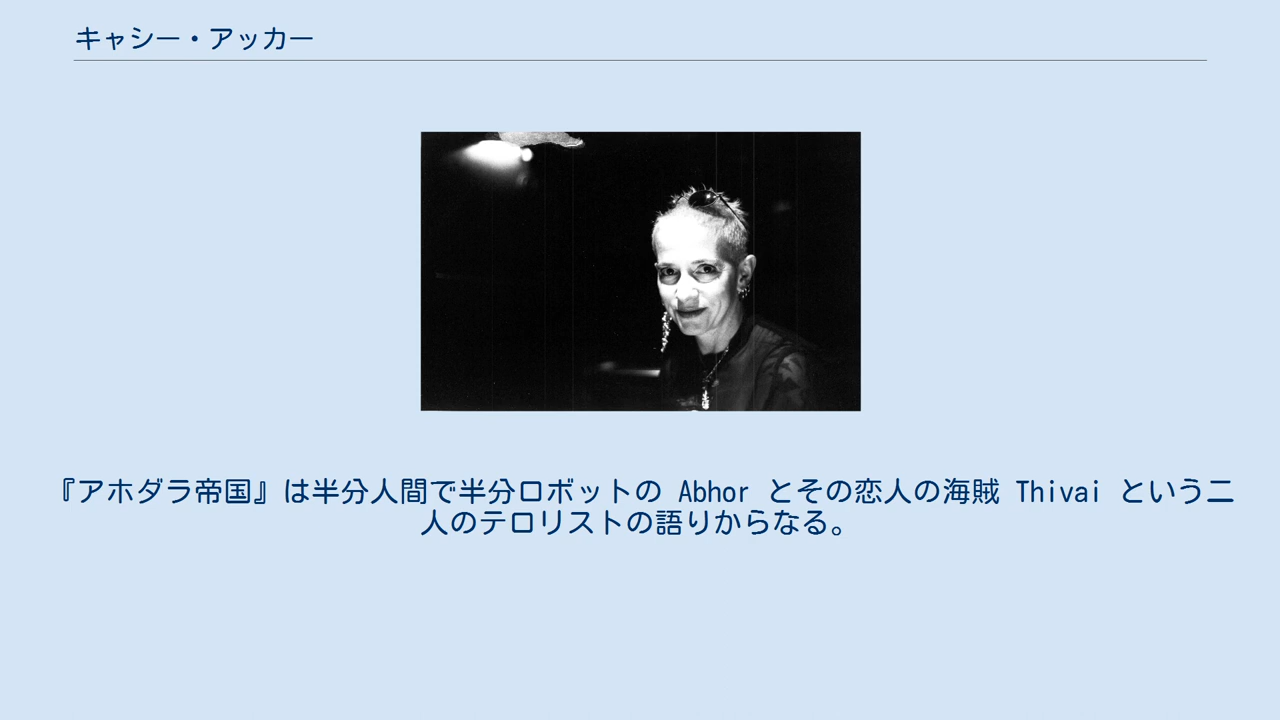 キャシー・アッカー
『アホダラ帝国』は半分人間で半分ロボットの Abhor とその恋人の海賊 Thivai という二
人のテロリストの語りからなる。